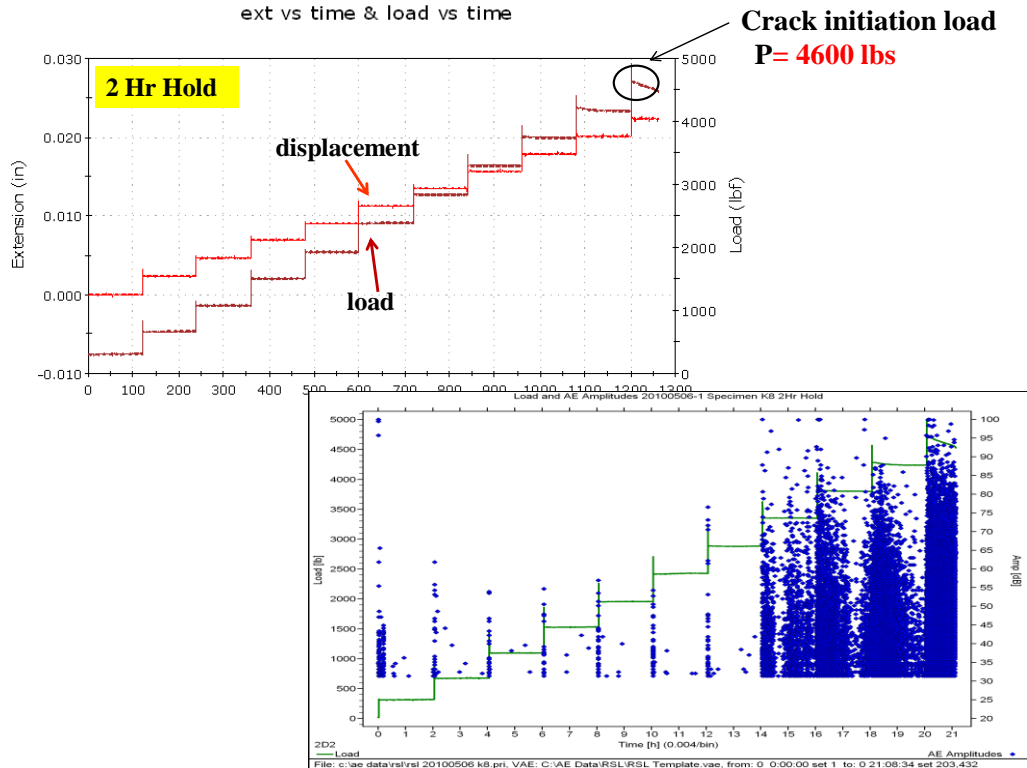 ext vs time & load vs time
Crack initiation load
P= 4600 lbs
2 Hr Hold
displacement
load
Extension (in)
0.030
0.020
0.010
0.000
-0.010
Load (lbf)
5000
4000
3000
2000
1000
0
0 100 200 300 400 500 600 700 800 900 1000 1100 1200
Load and AE Amplitudes 20100506-1 Specimen K8 2Hr Hold
Load [lb]
5000
4500
4000
3500
3000
2500
2000
1500
1000
500
0
Amp [dB]
100
95
90
85
80
75
70
65
60
55
50
45
40
35
30
25
20
0 1 2 3 4 5 6 7 8 9 10 11 12 13 14 15 16 17 18 19 20 21
Time [h] (0.004/bin)
2D2
Load
AE Amplitudes
File: c:\ae data\rsl\rsl 20100506 k8.pri, VAE: C:\AE Data\RSL\RSL Template.vae, from: 0 0:00:00 set 1 to: 0 21:08:34 set 203,432